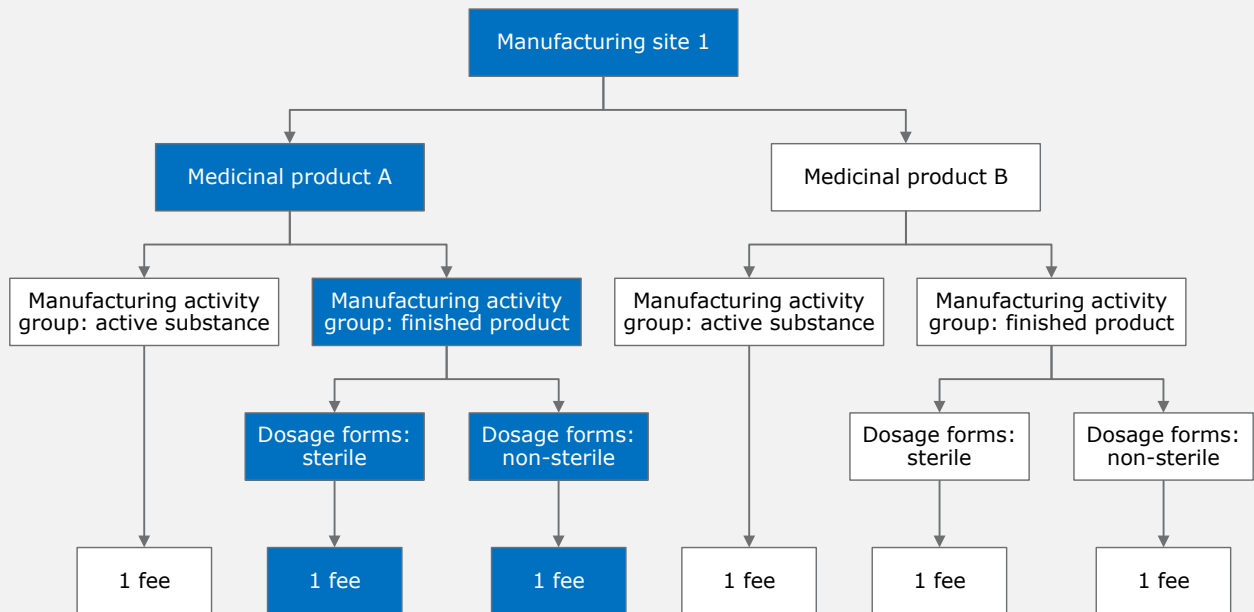 Manufacturing site 1
Medicinal product A
Medicinal product B
Manufacturing activity
group: active substance
Manufacturing activity
group: finished product
Manufacturing activity
group: active substance
Manufacturing activity
group: finished product
Dosage forms:
sterile
Dosage forms:
non-sterile
Dosage forms:
sterile
Dosage forms:
non-sterile
1 fee
1 fee
1 fee
1 fee
1 fee
1 fee